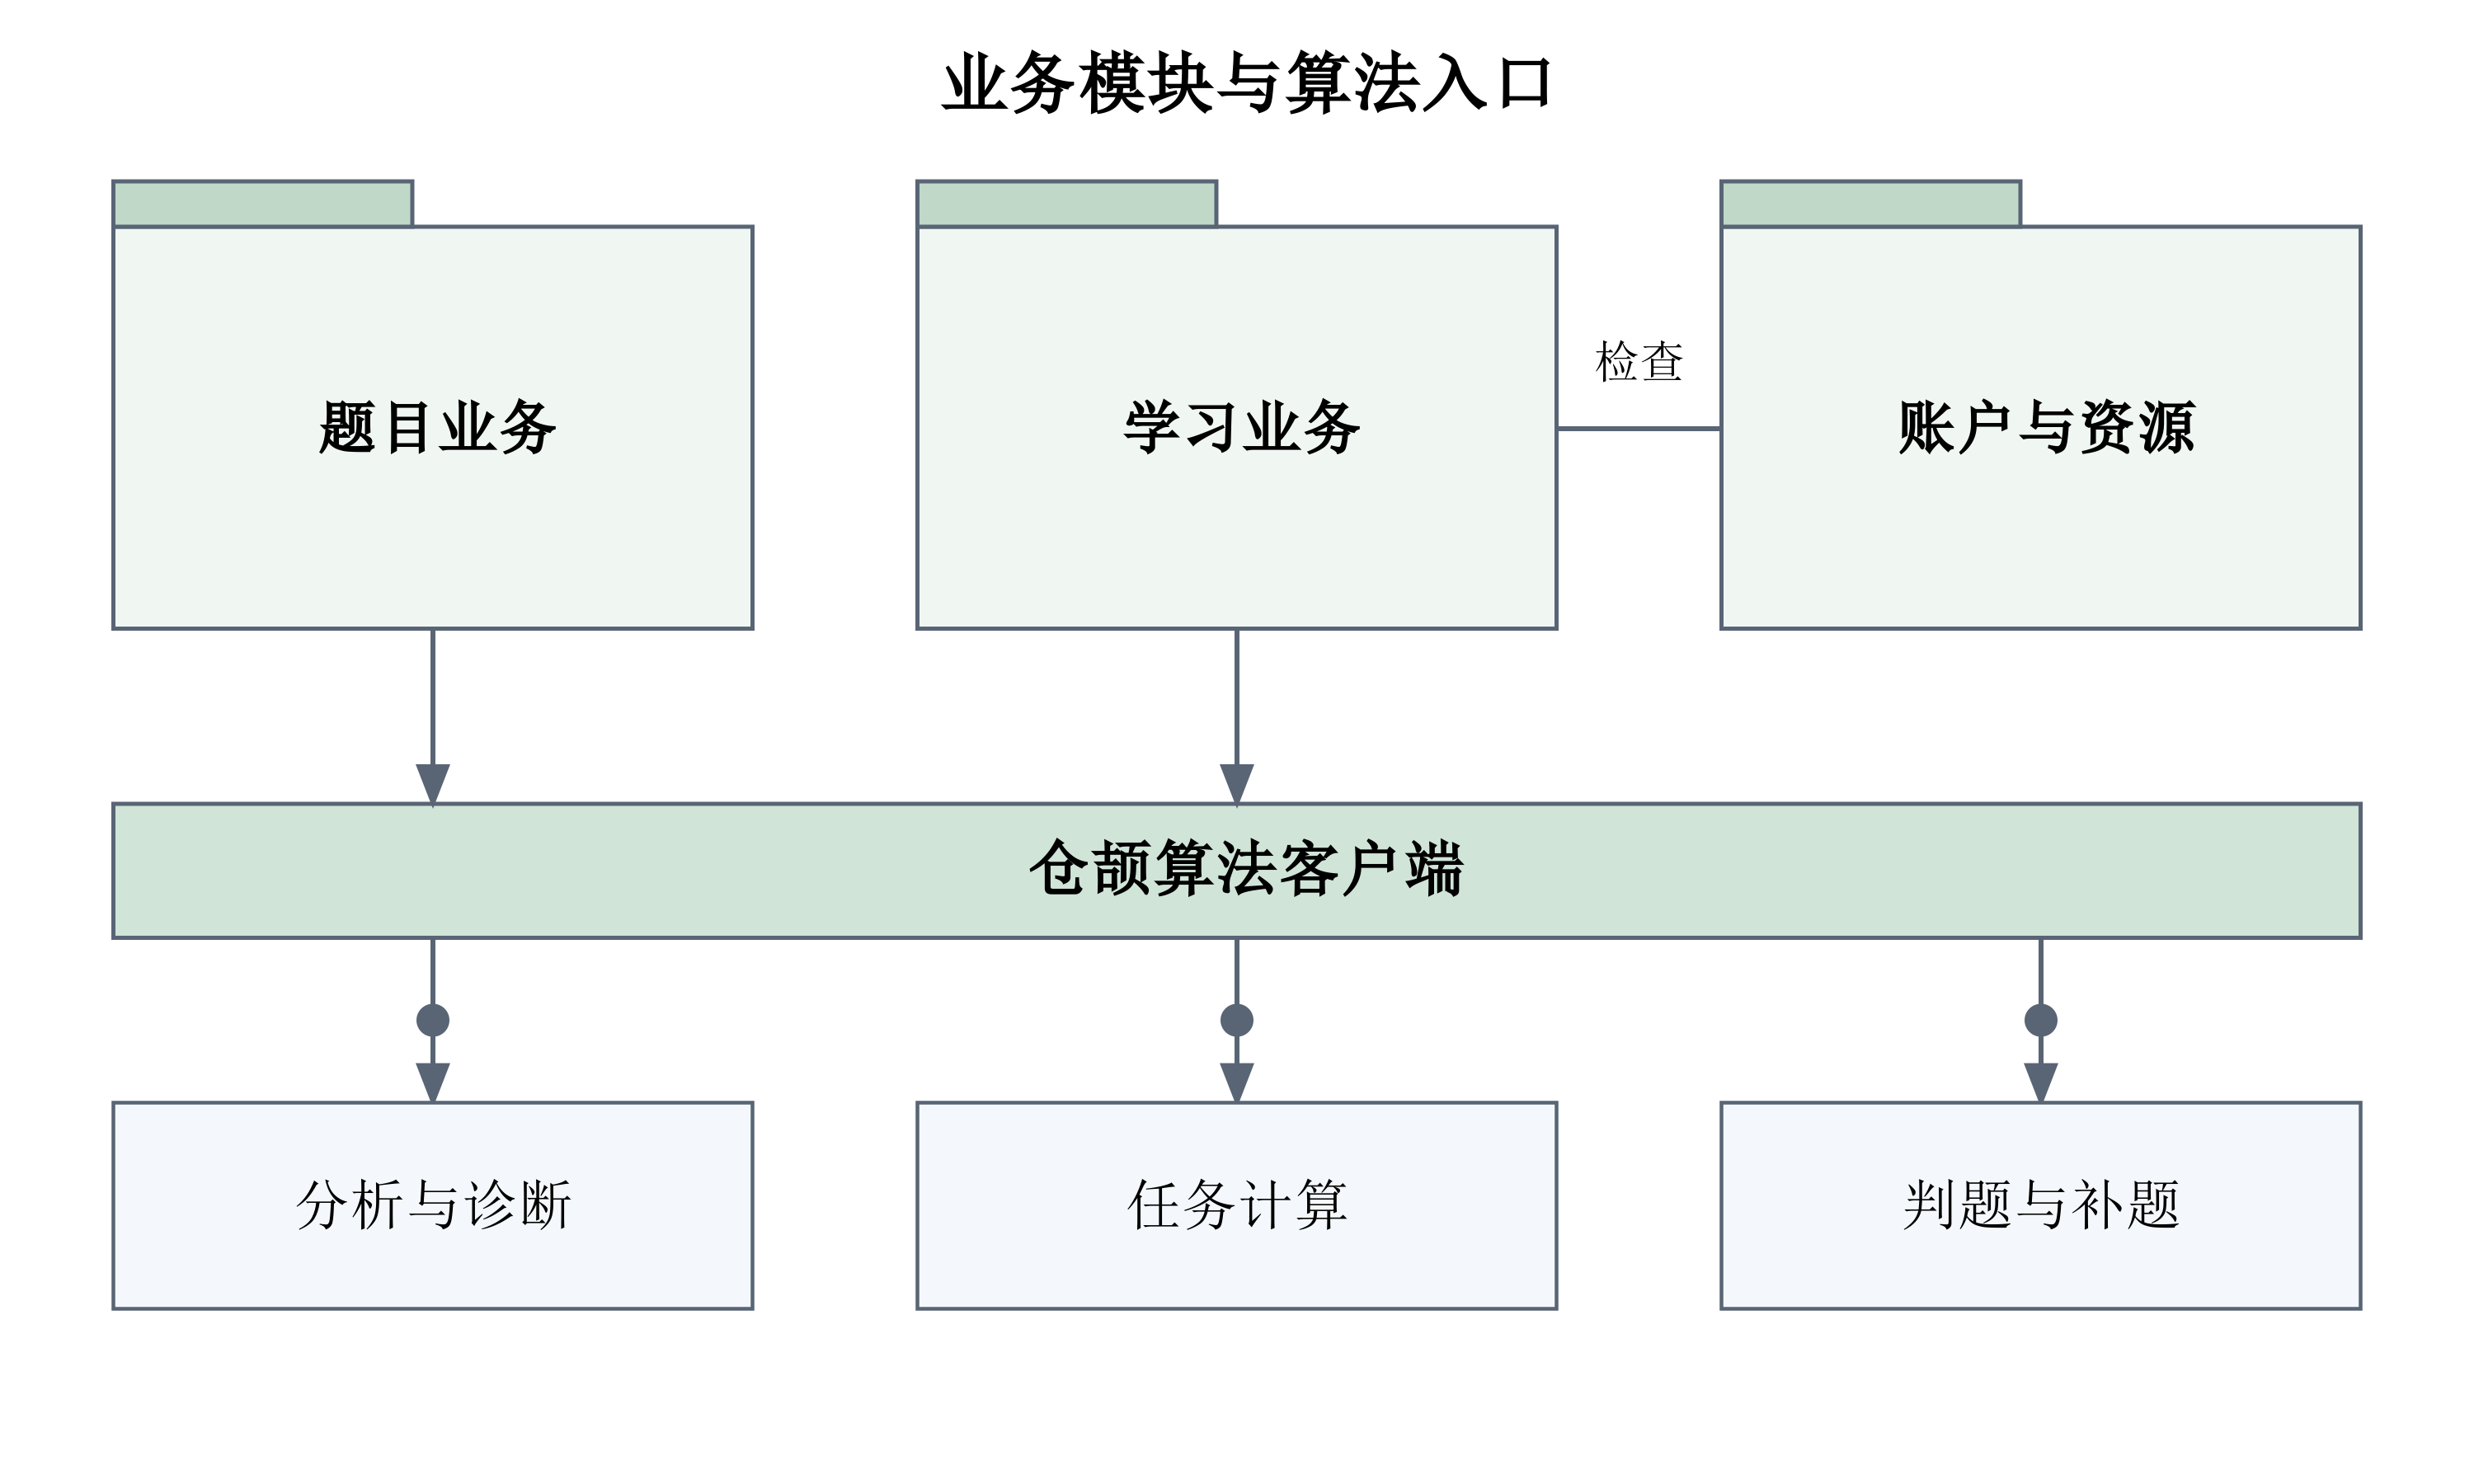 业务模块与算法入口
题目业务
学习业务
检查
账户与资源
仓颉算法客户端
分析与诊断
任务计算
判题与补题